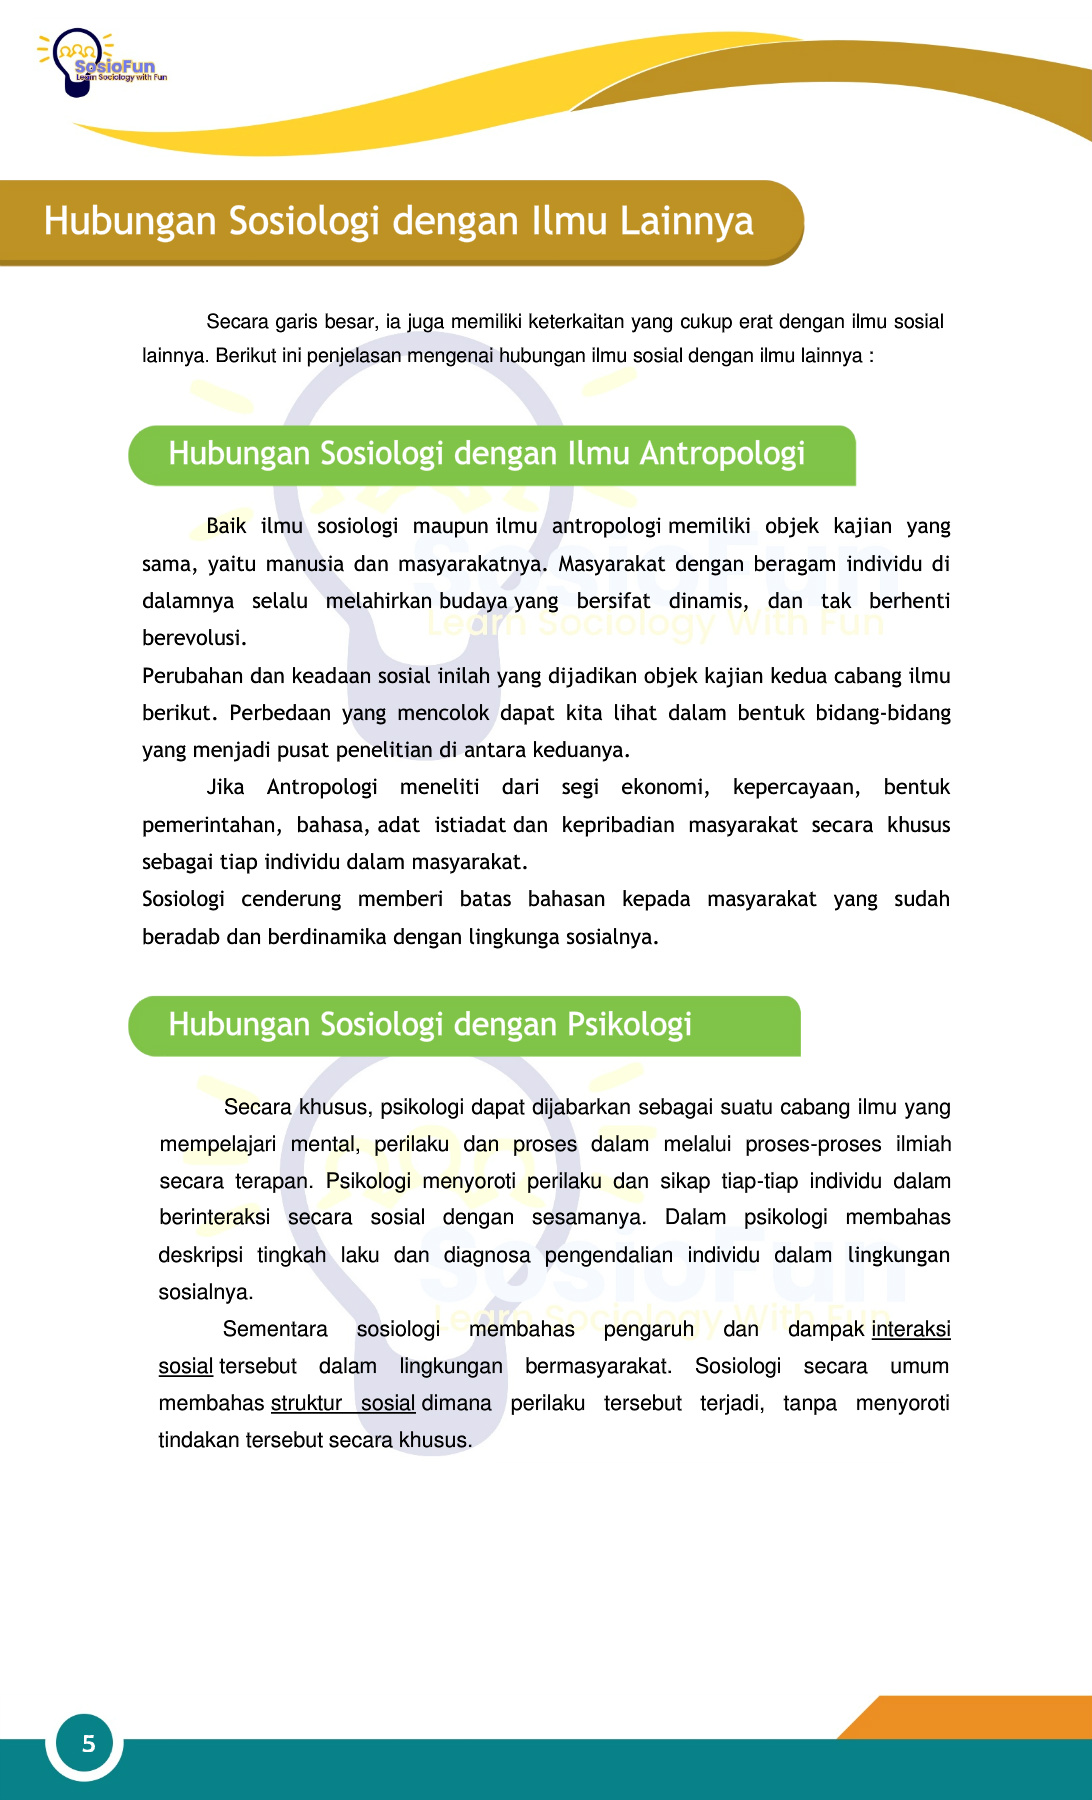 SosioFun
Learn Sociology with Fun
Hubungan Sosiologi dengan Ilmu Lainnya
Secara garis besar, ia juga memiliki keterkaitan yang cukup erat dengan ilmu sosial
lainnya. Berikut ini penjelasan mengenai hubungan ilmu sosial dengan ilmu lainnya :
Hubungan Sosiologi dengan Ilmu Antropologi
Baik ilmu sosiologi maupun ilmu antropologi memiliki objek kajian yang
sama, yaitu manusia dan masyarakatnya. Masyarakat dengan beragam individu di
dalamnya selalu melahirkan budaya yang bersifat dinamis, dan tak berhenti
berevolusi.
Perubahan dan keadaan sosial inilah yang dijadikan objek kajian kedua cabang ilmu
berikut. Perbedaan yang mencolok dapat kita lihat dalam bentuk bidang-bidang
yang menjadi pusat penelitian di antara keduanya.
Jika Antropologi meneliti dari segi ekonomi, kepercayaan, bentuk
pemerintahan, bahasa, adat istiadat dan kepribadian masyarakat secara khusus
sebagai tiap individu dalam masyarakat.
Sosiologi cenderung memberi batas bahasan kepada masyarakat yang sudah
beradab dan berdinamika dengan lingkunga sosialnya.
SosioFun
Learn Sociology With Fun
Hubungan Sosiologi dengan Psikologi
Secara khusus, psikologi dapat dijabarkan sebagai suatu cabang ilmu yang
mempelajari mental, perilaku dan proses dalam melalui proses-proses ilmiah
secara terapan. Psikologi menyoroti perilaku dan sikap tiap-tiap individu dalam
berinteraksi secara sosial dengan sesamanya. Dalam psikologi membahas
deskripsi tingkah laku dan diagnosa pengendalian individu dalam lingkungan
sosialnya.
Sementara sosiologi membahas pengaruh dan dampak interaksi
sosial tersebut dalam lingkungan bermasyarakat. Sosiologi secara umum
membahas struktur sosial dimana perilaku tersebut terjadi, tanpa menyoroti
tindakan tersebut secara khusus.
SosioFun
Learn Sociology With Fun
5